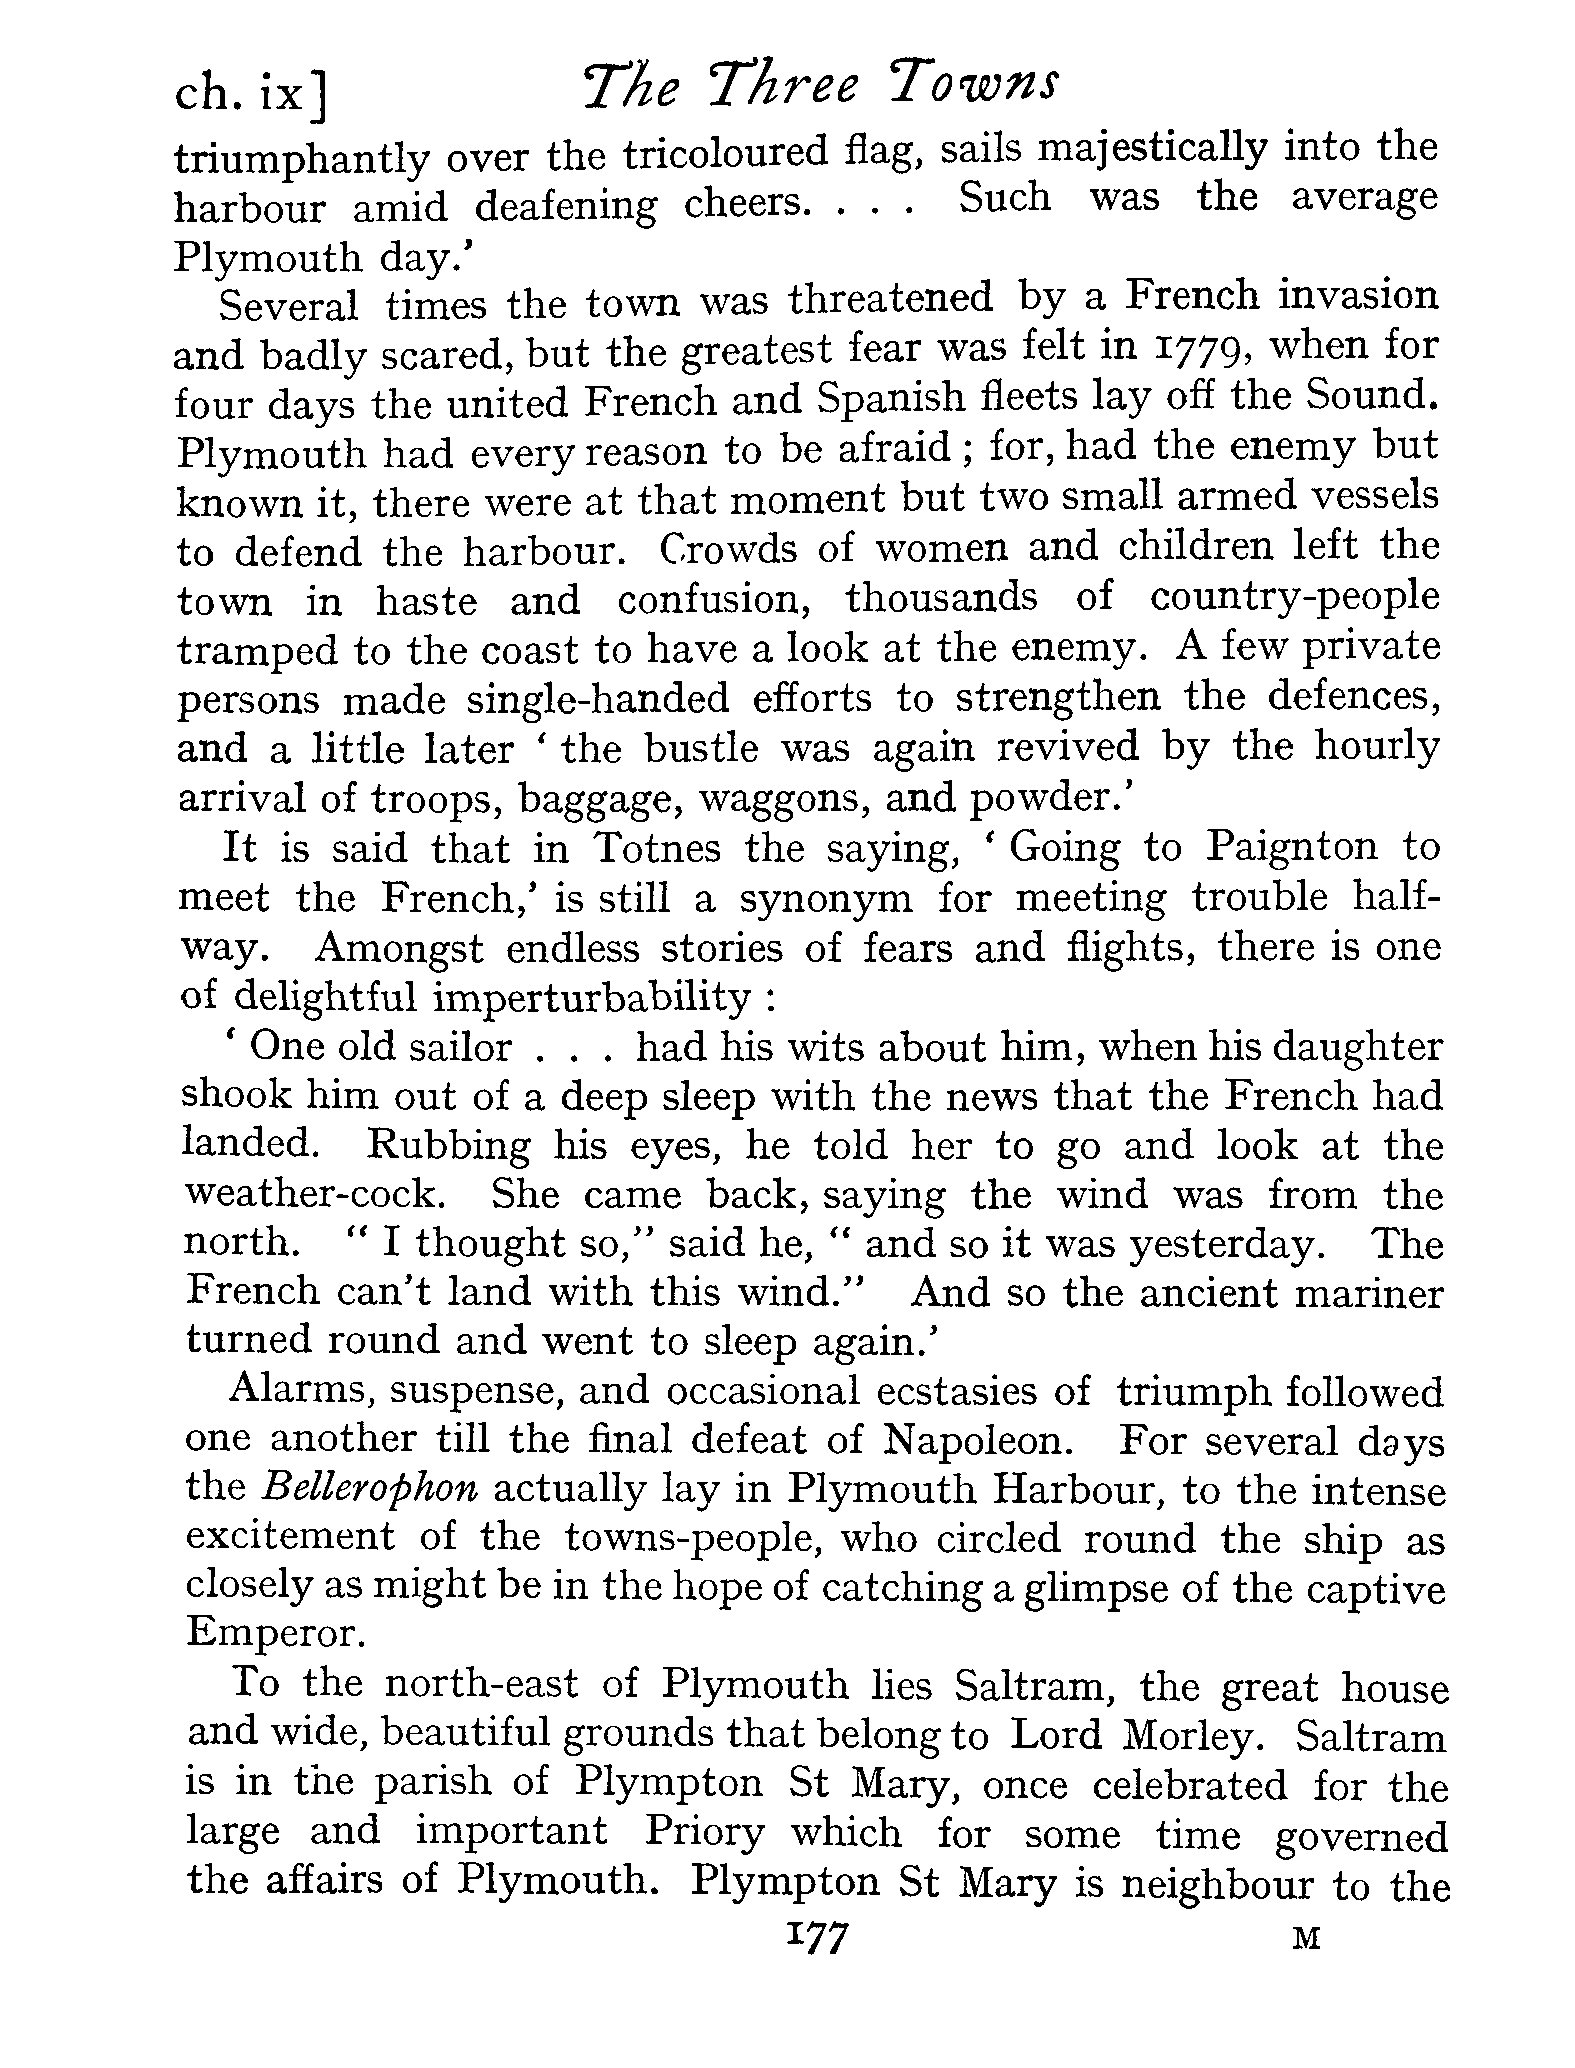 ch. ix] The Three Towns
triumphantly over the tricoloured flag, sails majestically into the
harbour amid deafening cheers. . . . Such was the average
Plymouth day.’
Several times the town was threatened by a French invasion
and badly scared, but the greatest fear was felt in 1779, when for
four days the united French and Spanish fleets lay off the Sound.
Plymouth had every reason to be afraid ; for, had the enemy but
known it, there were at that moment but two small armed vessels
to defend the harbour. Crowds of women and children left the
town in haste and confusion, thousands of country-people
tramped to the coast to have a look at the enemy. A few private
persons made single-handed efforts to strengthen the defences,
and a little later ‘ the bustle was again revived by the hourly
arrival of troops, baggage, waggons, and powder.’
It is said that in Totnes the saying, ‘ Going to Paignton to
meet the French,’ is still a synonym for meeting trouble half-
way. Amongst endless stories of fears and flights, there is one
of delightful imperturbability :
‘ One old sailor . . . had his wits about him, when his daughter
shook him out of a deep sleep with the news that the French had
landed. Rubbing his eyes, he told her to go and look at the
weather-cock. She came back, saying the wind was from the
north. “ I thought so,” said he, “ and so it was yesterday. The
French can’t land with this wind.” And so the ancient mariner
turned round and went to sleep again.’
Alarms, suspense, and occasional ecstasies of triumph followed
one another till the final defeat of Napoleon. For several days
the Bellerophon actually lay in Plymouth Harbour, to the intense
excitement of the towns-people, who circled round the ship as
closely as might be in the hope of catching a glimpse of the captive
Emperor.
To the north-east of Plymouth lies Saltram, the great house
and wide, beautiful grounds that belong to Lord Morley. Saltram
is in the parish of Plympton St Mary, once celebrated for the
large and important Priory which for some time governed
the affairs of Plymouth. Plympton St Mary is neighbour to the
177 M